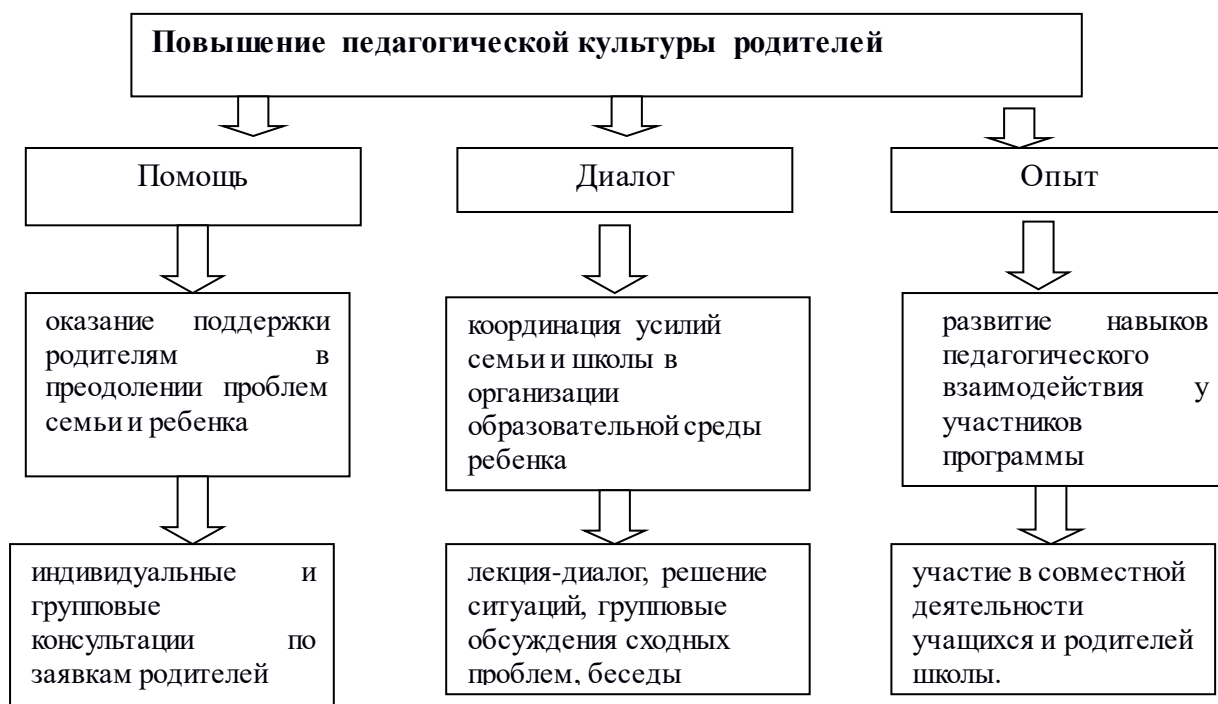 Повышение педагогической культуры родителей
Помощь
Диалог
Опыт
оказание поддержки
родителям в
преодолении проблем
семьи и ребенка
координация усилий
семьи и школы в
организации
образовательной среды
ребенка
развитие навыков
педагогического
взаимодействия у
участников
программы
индивидуальные и
групповые
консультации по
заявкам родителей
лекция-диалог, решение
ситуаций, групповые
обсуждения сходных
проблем, беседы
участие в совместной
деятельности
учащихся и родителей
школы.